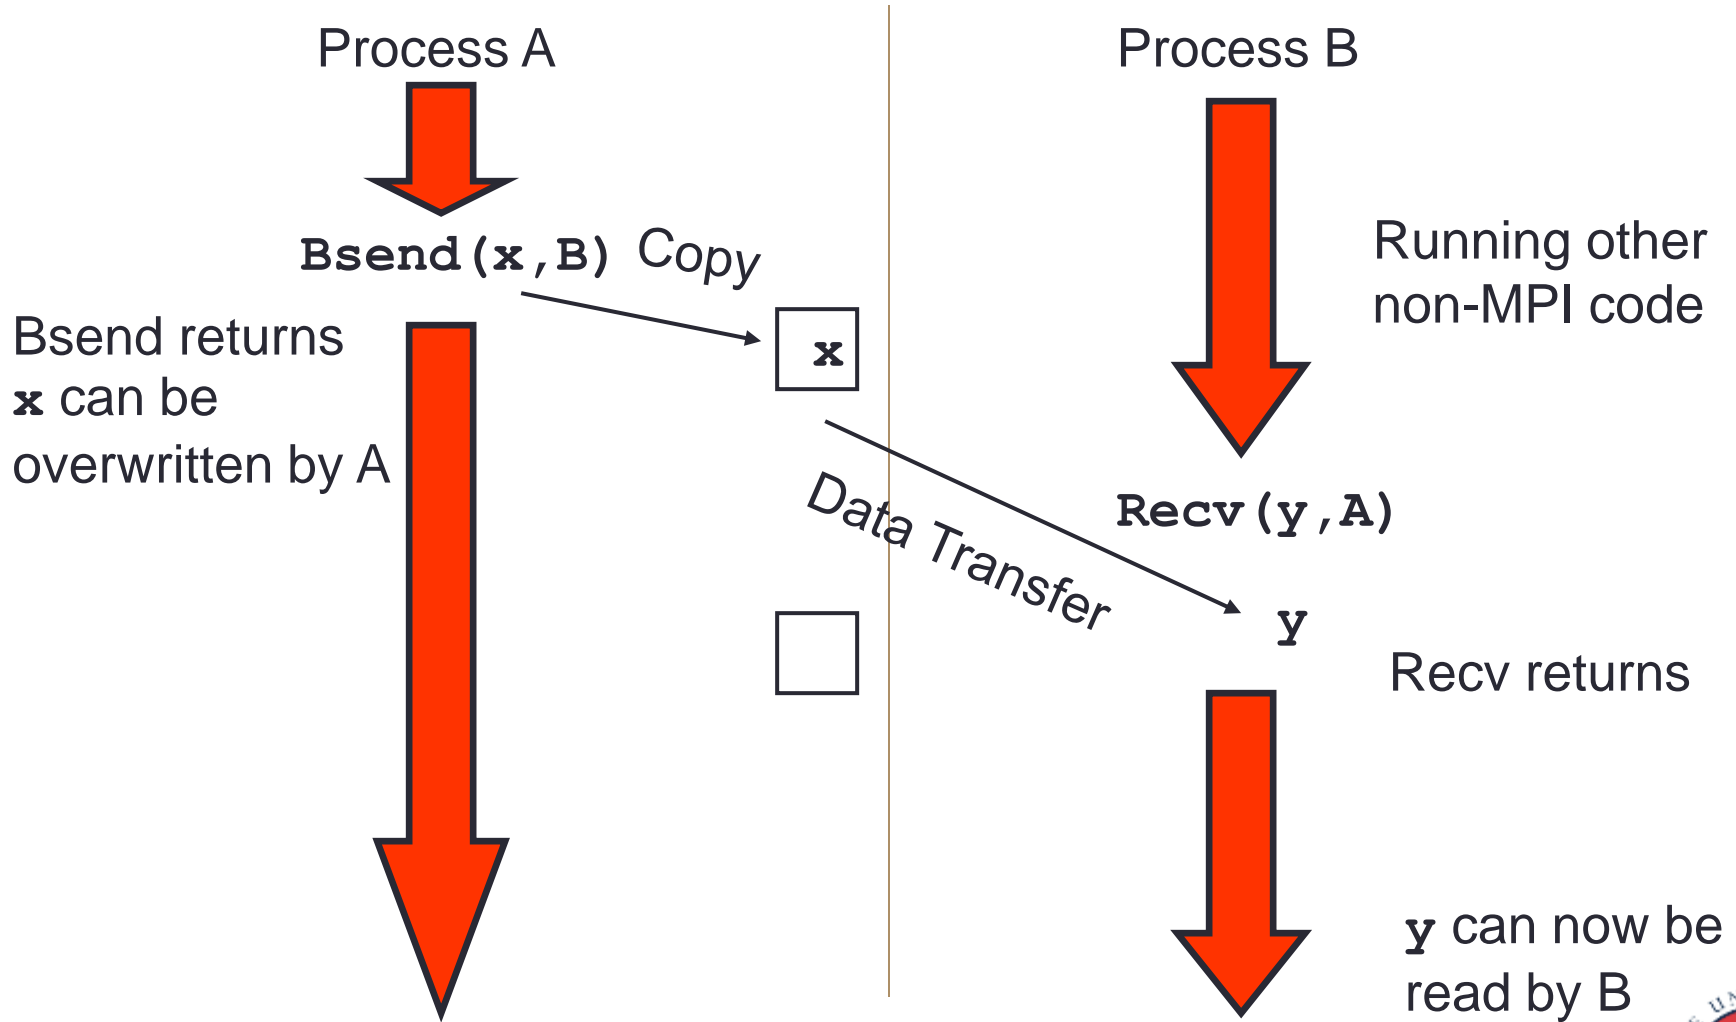 Process A
Process B
Bsend(x,B) Copy
Running other
non-MPI code
Bsend returns
x can be
overwritten by A
x
Data Transfer
Recv(y,A)
y
Recv returns
y can now be
read by B